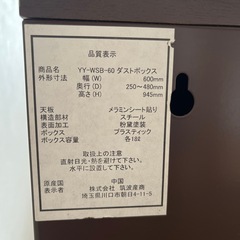 品質表示
商品名 YY-WSB-60 ダストボックス
外形寸法 幅(W) 600mm
奥行(D) 250~480mm
高さ(H) 945mm
天板 メラミンシート貼り
構造部材 スチール
表面加工 粉黛塗装
ボックス プラスティック
ボックス容量 各18ℓ
取扱上の注意
直射日光・熱を避けて下さい。
水平に設置して下さい。
原産国 中国
表示者 株式会社 筑波産商
埼玉県川口市朝日4-11-5